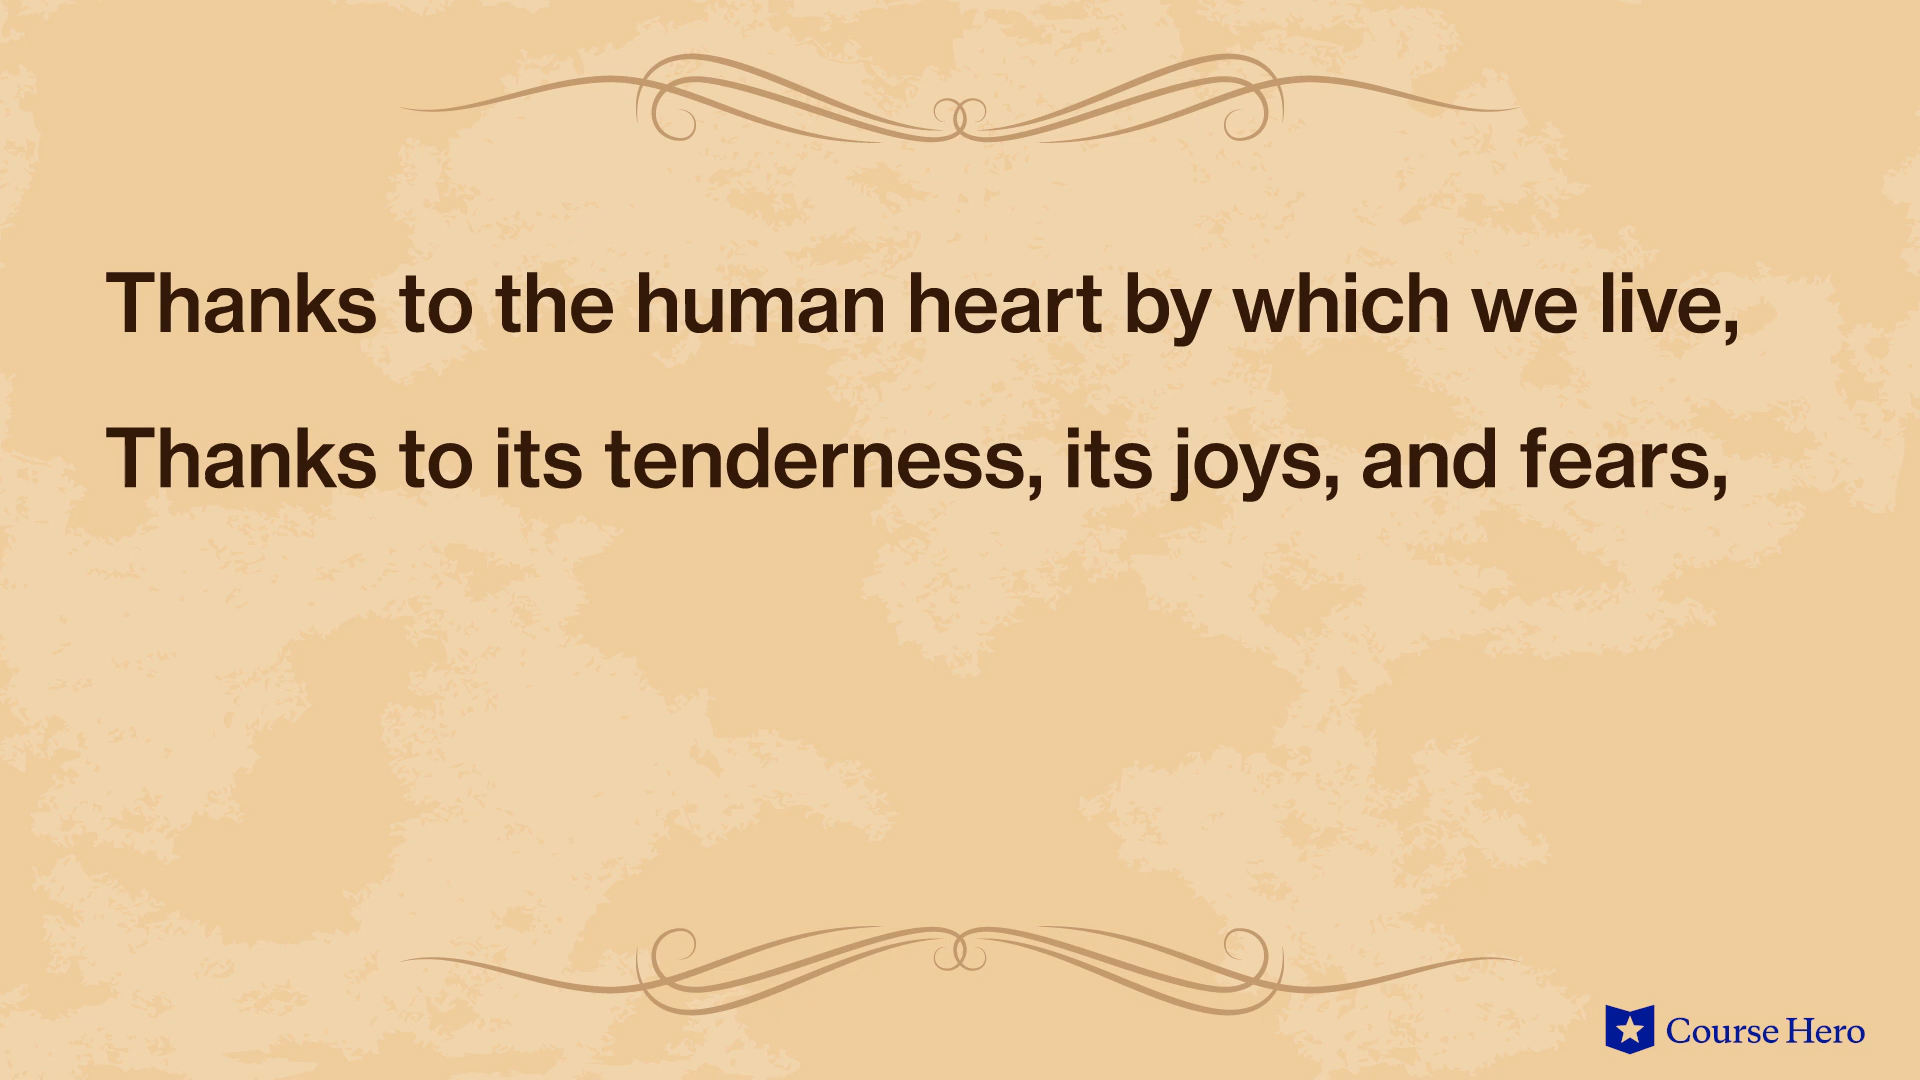 Thanks to the human heart by which we live,
Thanks to its tenderness, its joys, and fears,
Course Hero